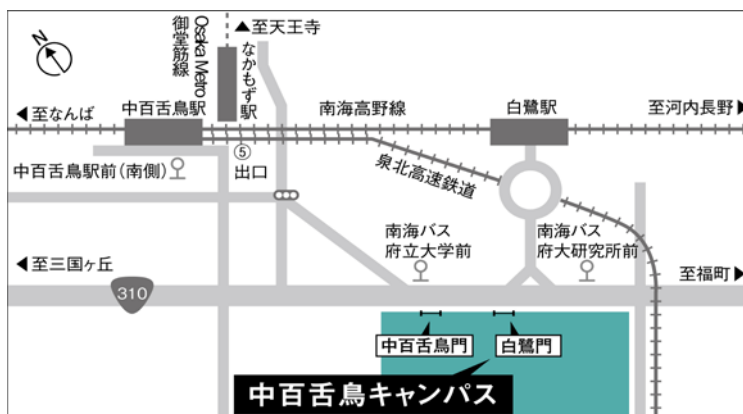 N
Osaka Metro
御堂筋線
▲至天王寺
なかもず駅
◀至なんば
中百舌鳥駅
南海高野線
白鷺駅
至河内長野▶
中百舌鳥駅前(南側)
⑤
出口
泉北高速鉄道
南海バス
府立大学前
南海バス
府大研究所前
◀至三国ヶ丘
310
至福町▶
中百舌鳥門
白鷺門
中百舌鳥キャンパス